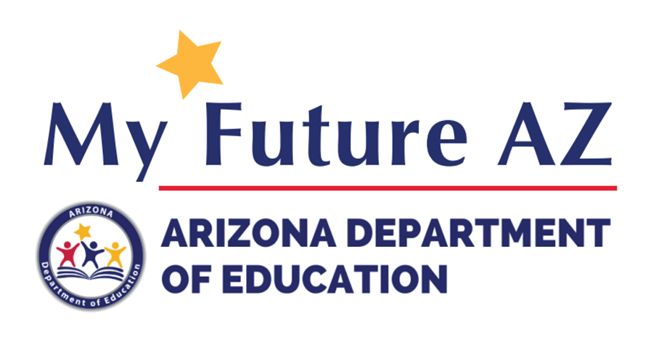 My Future AZ
ARIZONA
Department of Education
ARIZONA DEPARTMENT
OF EDUCATION